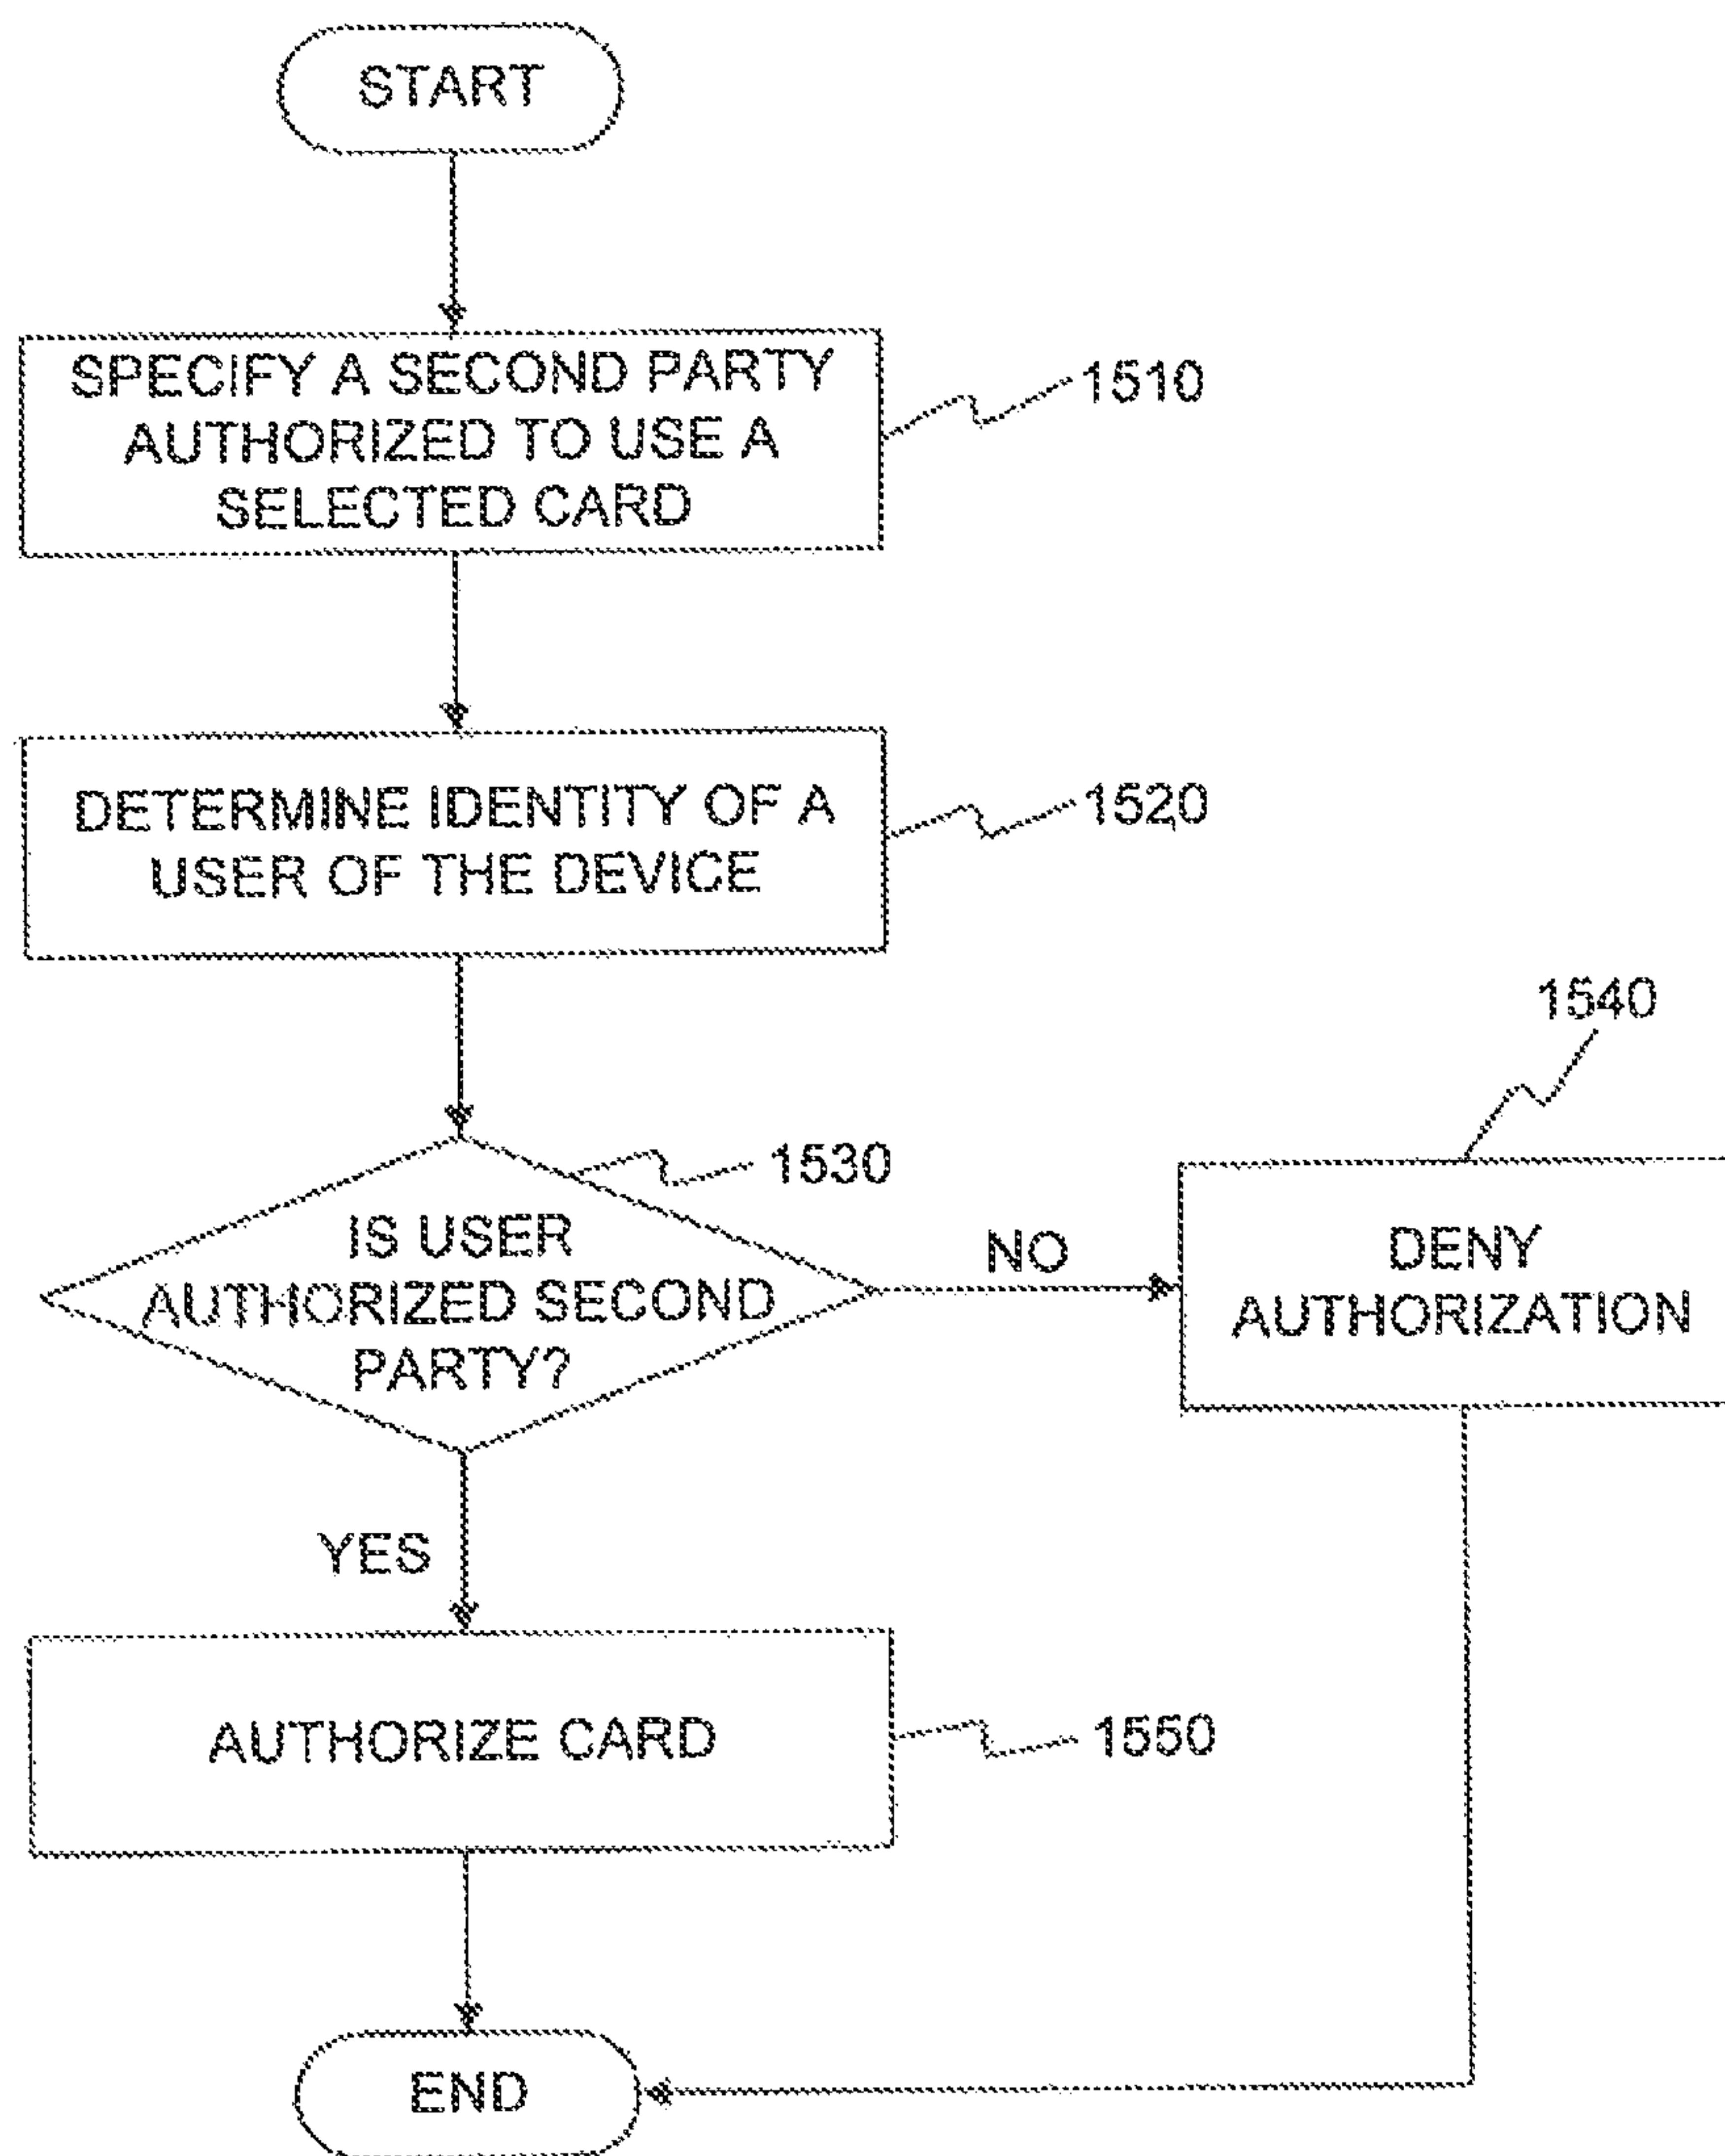 START
SPECIFY A SECOND PARTY
AUTHORIZED TO USE A
SELECTED CARD
1510
DETERMINE IDENTITY OF A
USER OF THE DEVICE
1520
1530
IS USER
AUTHORIZED SECOND
PARTY?
NO
1540
DENY
AUTHORIZATION
YES
AUTHORIZE CARD
1550
END